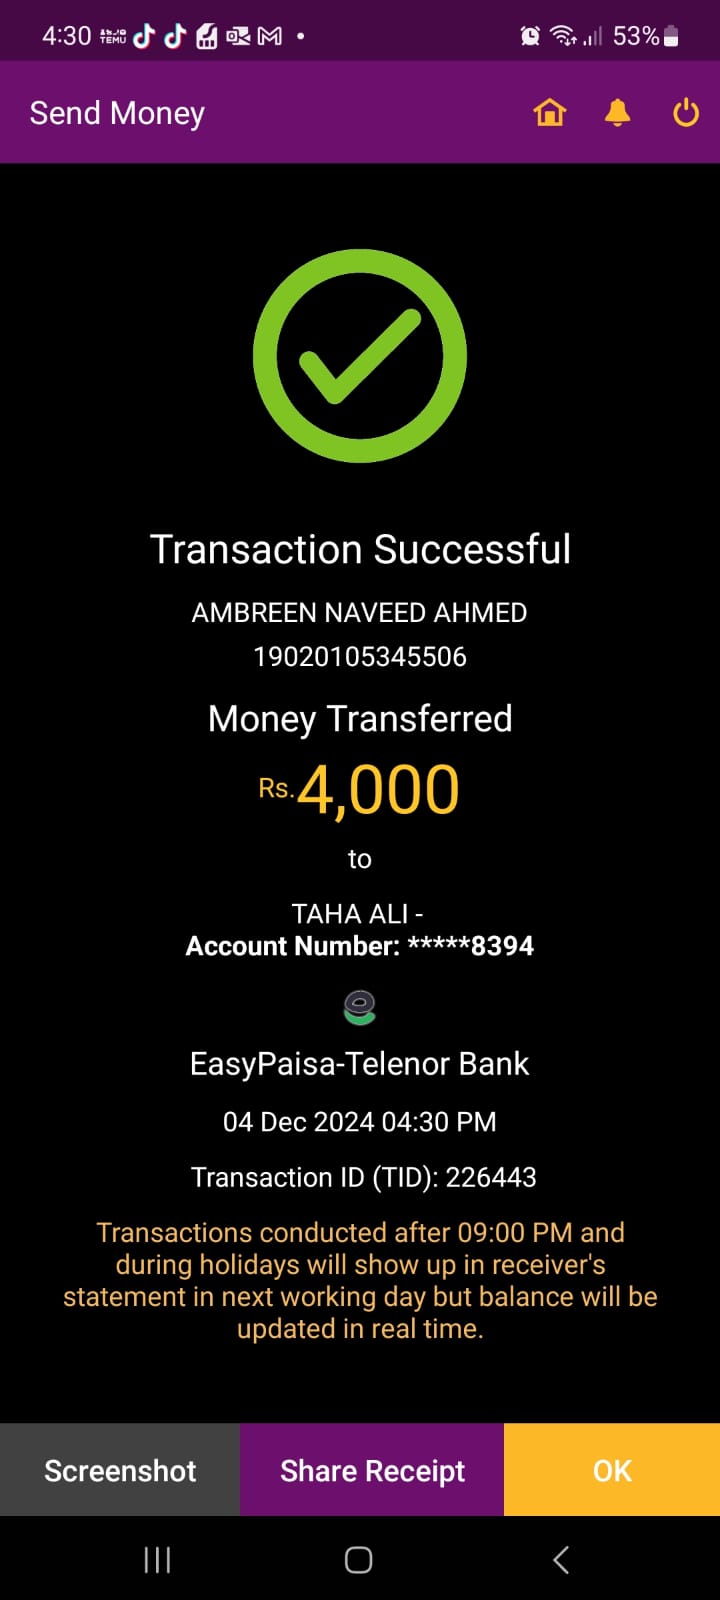 4:30 TEMU 53%
Send Money
Transaction Successful
AMBREEN NAVEED AHMED
19020105345506
Money Transferred
Rs.4,000
to
TAHA ALI -
Account Number: *****8394
EasyPaisa-Telenor Bank
04 Dec 2024 04:30 PM
Transaction ID (TID): 226443
Transactions conducted after 09:00 PM and
during holidays will show up in receiver's
statement in next working day but balance will be
updated in real time.
Screenshot Share Receipt OK